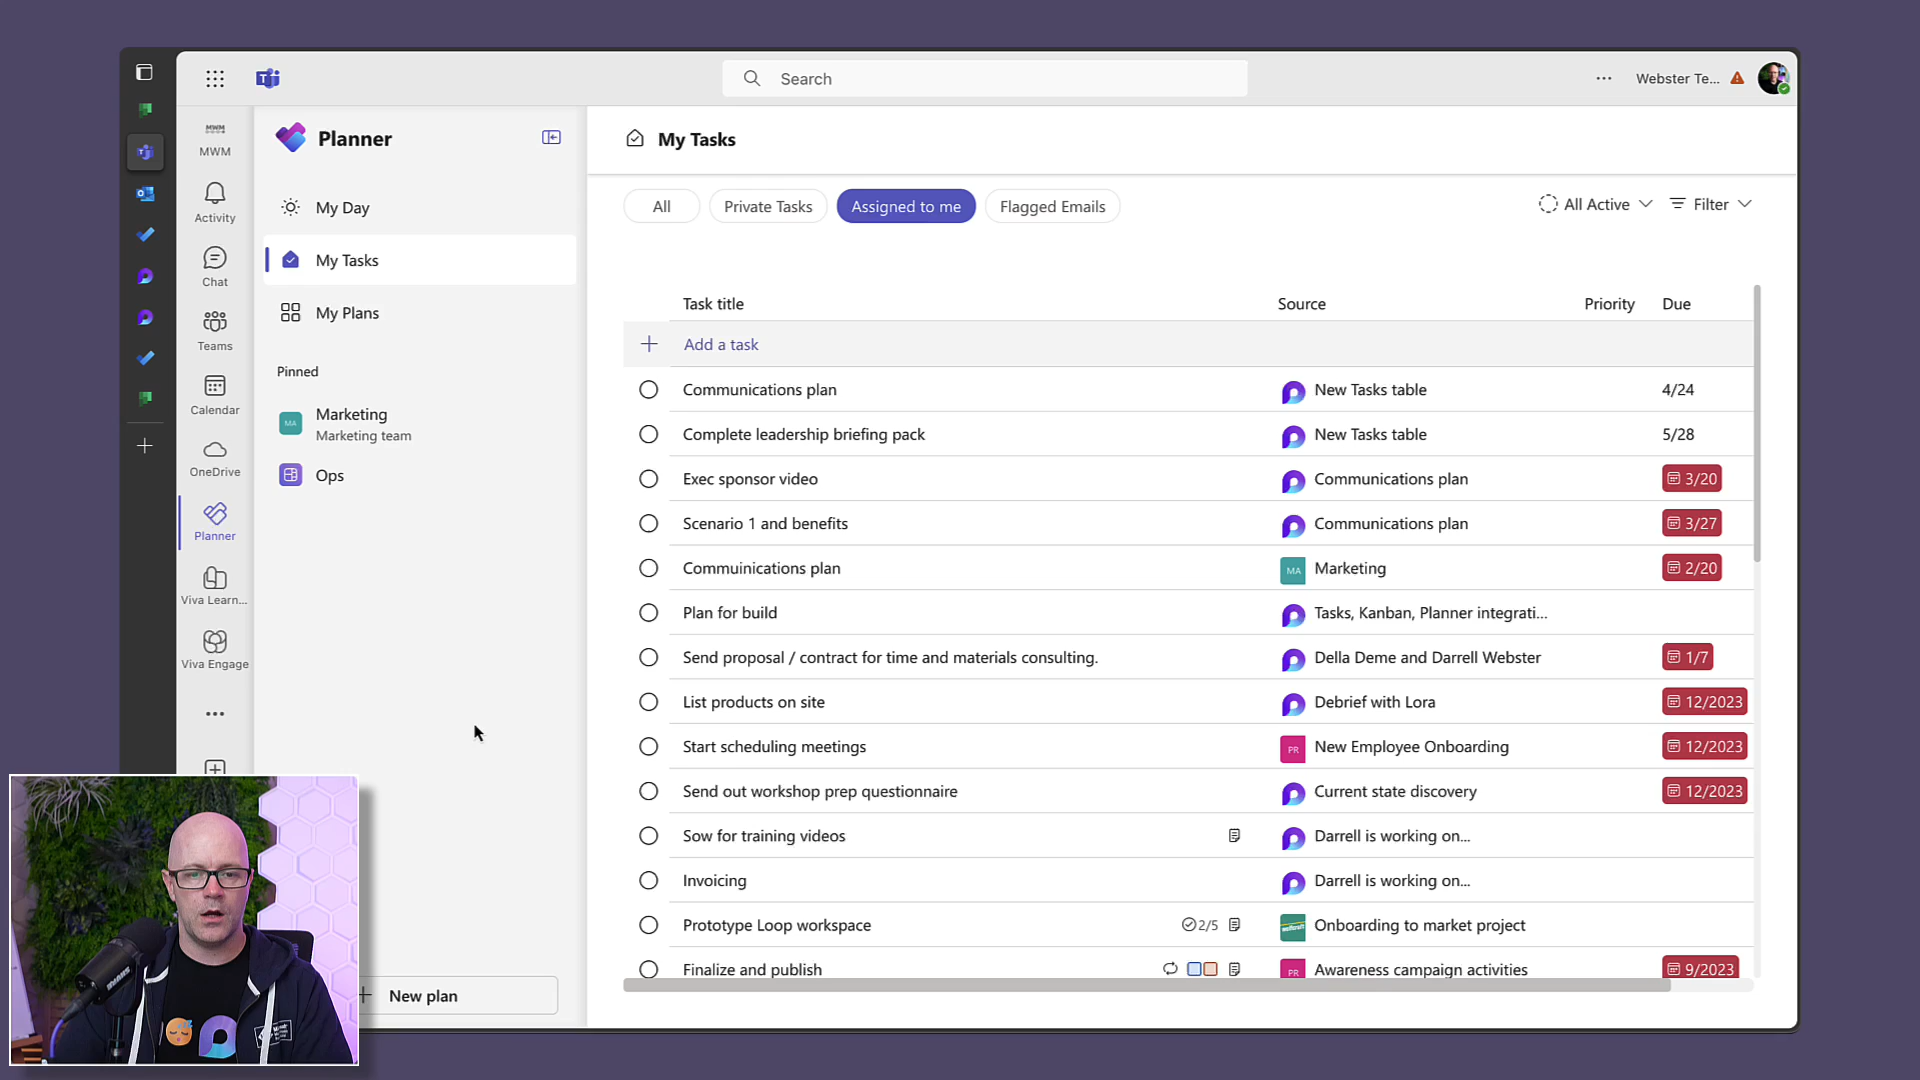 Search
Webster Te...
MWM
MWM
Activity
Chat
Teams
Calendar
OneDrive
Planner
Viva Learn...
Viva Engage
Planner
My Day
My Tasks
My Plans
Pinned
MA
Marketing
Marketing team
Ops
New plan
My Tasks
All
Private Tasks
Assigned to me
Flagged Emails
All Active
Filter
Task title Source Priority Due
Add a task
Communications plan New Tasks table 4/24
Complete leadership briefing pack New Tasks table 5/28
Exec sponsor video Communications plan 3/20
Scenario 1 and benefits Communications plan 3/27
Commuinications plan MA Marketing 2/20
Plan for build Tasks, Kanban, Planner integrati...
Send proposal / contract for time and materials consulting. Della Deme and Darrell Webster 1/7
List products on site Debrief with Lora 12/2023
Start scheduling meetings PR New Employee Onboarding 12/2023
Send out workshop prep questionnaire Current state discovery 12/2023
Sow for training videos Darrell is working on...
Invoicing Darrell is working on...
Prototype Loop workspace 2/5 Onboarding to market project
Finalize and publish PR Awareness campaign activities 9/2023